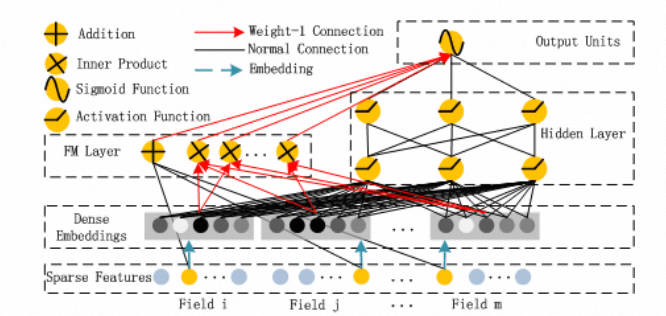 Addition
Inner Product
Sigmoid Function
Activation Function
Weight-1 Connection
Normal Connection
Embedding
Output Units
Hidden Layer
FM Layer
Dense
Embeddings
...
Sparse Features
Field i
Field j
...
Field m